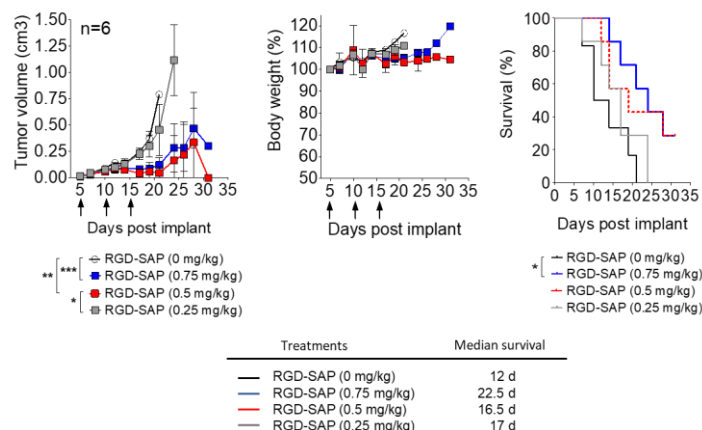 n=6
Tumor volume (cm3)
1.50
1.25
1.00
0.75
0.50
0.25
0.00
5 10 15 20 25 30 35
Days post implant
** *** RGD-SAP (0 mg/kg)
RGD-SAP (0.75 mg/kg)
* RGD-SAP (0.5 mg/kg)
RGD-SAP (0.25 mg/kg)
Body weight (%)
120
110
100
90
80
70
60
50
5 10 15 20 25 30 35
Days post implant
Survival (%)
100
80
60
40
20
0
0 5 10 15 20 25 30 35
Days post implant
* RGD-SAP (0 mg/kg)
RGD-SAP (0.75 mg/kg)
RGD-SAP (0.5 mg/kg)
RGD-SAP (0.25 mg/kg)
Treatments Median survival
RGD-SAP (0 mg/kg) 12 d
RGD-SAP (0.75 mg/kg) 22.5 d
RGD-SAP (0.5 mg/kg) 16.5 d
RGD-SAP (0.25 mg/kg) 17 d